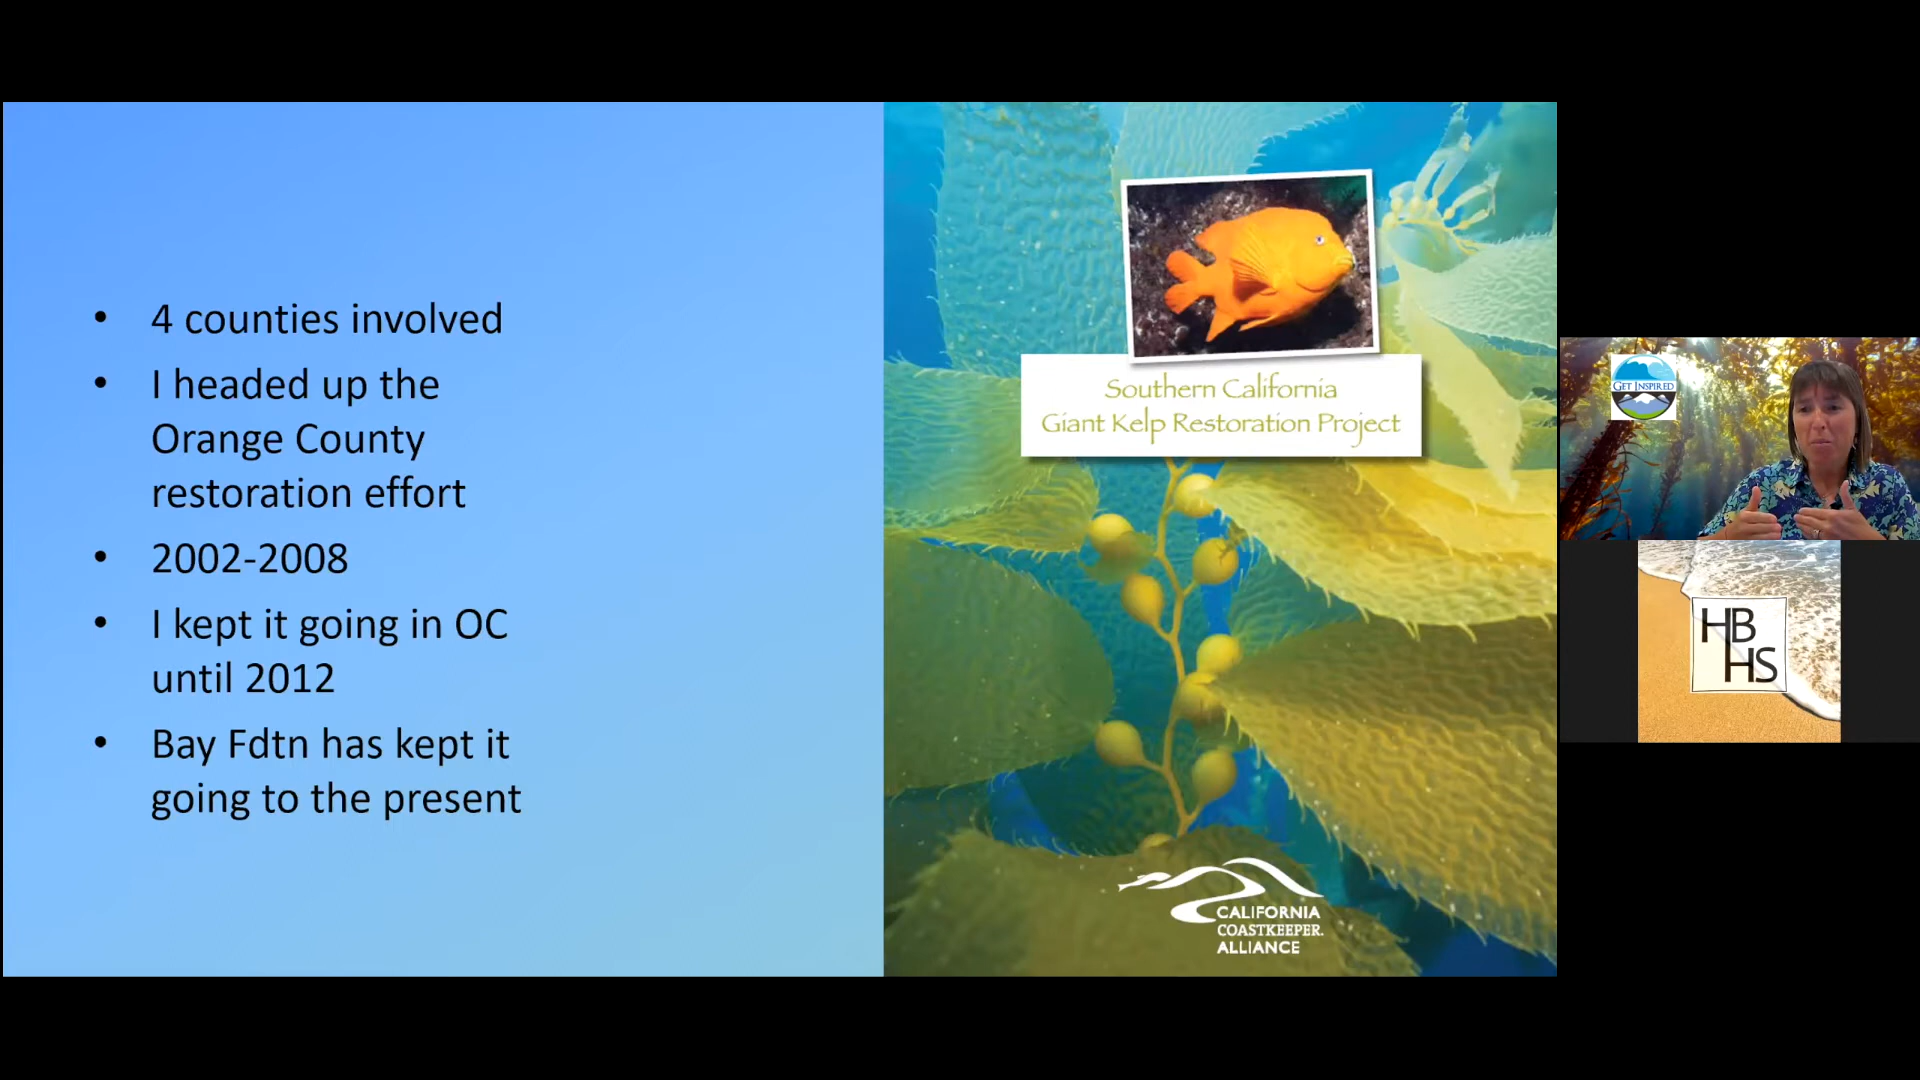 • 4 counties involved
• I headed up the
Orange County
restoration effort
• 2002-2008
• I kept it going in OC
until 2012
• Bay Fdtn has kept it
going to the present
Southern California
Giant Kelp Restoration Project
CALIFORNIA
COASTKEEPER.
ALLIANCE
GET INSPIRED
HB
HS